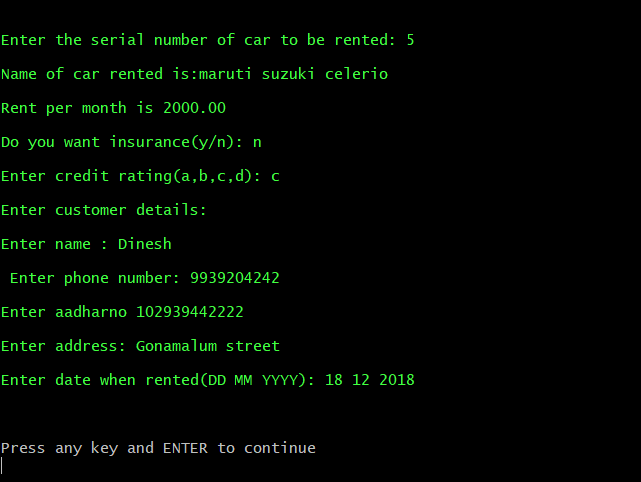 Enter the serial number of car to be rented: 5
Name of car rented is:maruti suzuki celerio
Rent per month is 2000.00
Do you want insurance(y/n): n
Enter credit rating(a,b,c,d): c
Enter customer details:
Enter name : Dinesh
Enter phone number: 9939204242
Enter aadharno 102939442222
Enter address: Gonamalum street
Enter date when rented(DD MM YYYY): 18 12 2018
Press any key and ENTER to continue